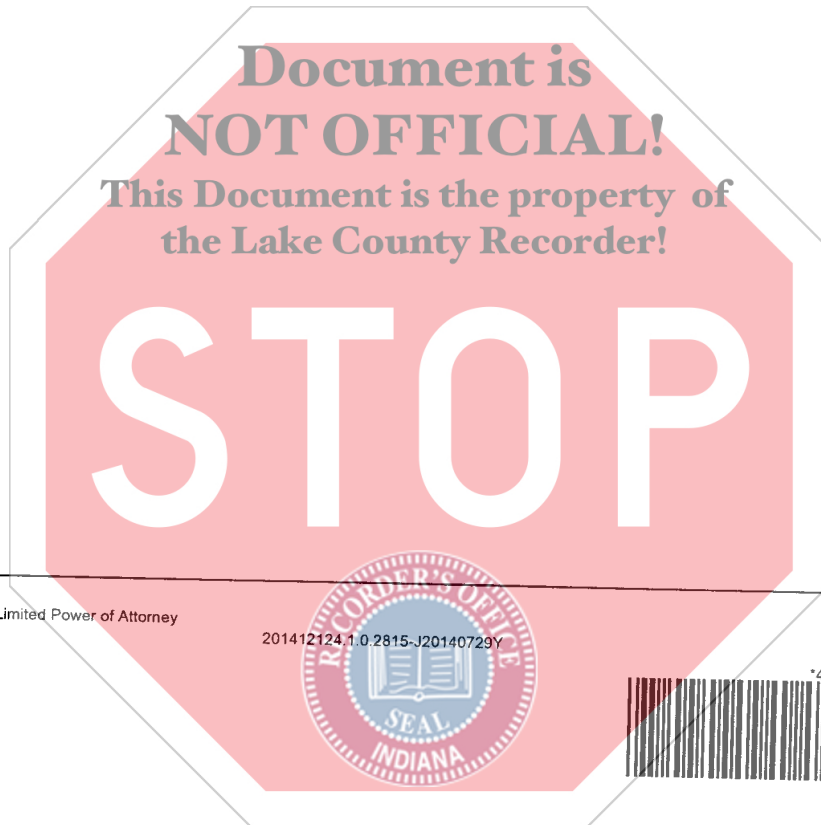 Document is
NOT OFFICIAL!
This Document is the property of
the Lake County Recorder!
STOP
Limited Power of Attorney
201412124.1.0.2815-J20140729Y
*4
RECORDER'S OFFICE
SEAL
INDIANA